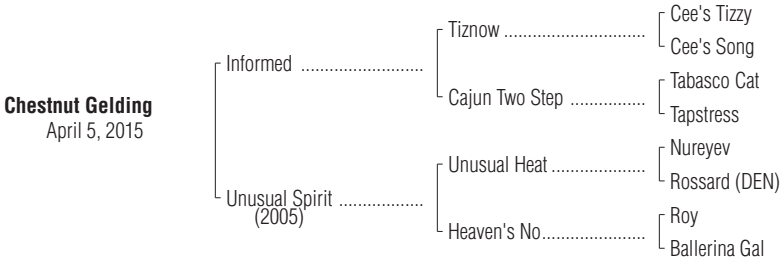 Chestnut Gelding
April 5, 2015
Informed ........................
Unusual Spirit .................
(2005)
Tiznow ............................
Cajun Two Step ...............
Unusual Heat ...................
Heaven's No.....................
Cee's Tizzy
Cee's Song
Tabasco Cat
Tapstress
Nureyev
Rossard (DEN)
Roy
Ballerina Gal